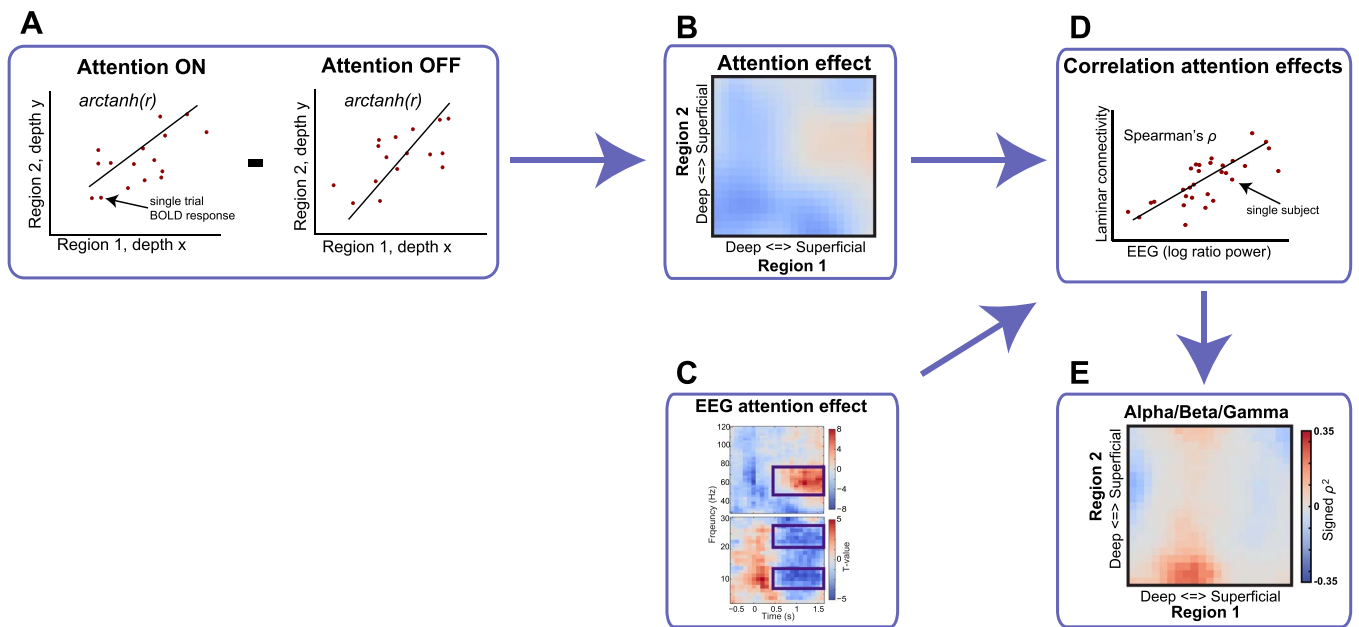 A
Attention ON
Attention OFF
arctanh(r)
arctanh(r)
Region 2, depth y
Region 2, depth y
single trial
BOLD response
Region 1, depth x
Region 1, depth x
B
Attention effect
Region 2
Deep <=> Superficial
Deep <=> Superficial
Region 1
C
EEG attention effect
Frqeuncy (Hz)
120
100
80
60
40
30
20
10
8
4
0
−4
−8
5
0
−5
T-value
−0.5 0 0.5 1 1.5
Time (s)
D
Correlation attention effects
Laminar connectivity
Spearman's ρ
single subject
EEG (log ratio power)
E
Alpha/Beta/Gamma
Region 2
Deep <=> Superficial
0.35
0
-0.35
Signed ρ²
Deep <=> Superficial
Region 1